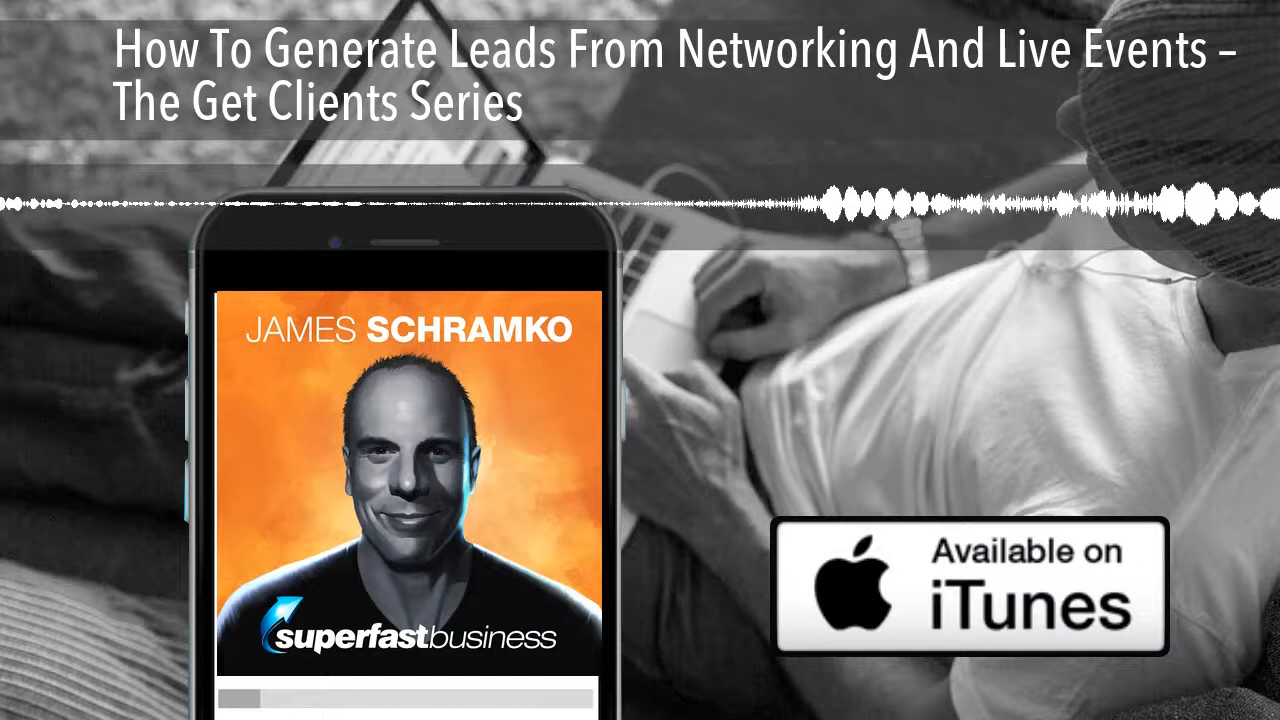 How To Generate Leads From Networking And Live Events –
The Get Clients Series
JAMES SCHRAMKO
superfastbusiness
Available on
iTunes